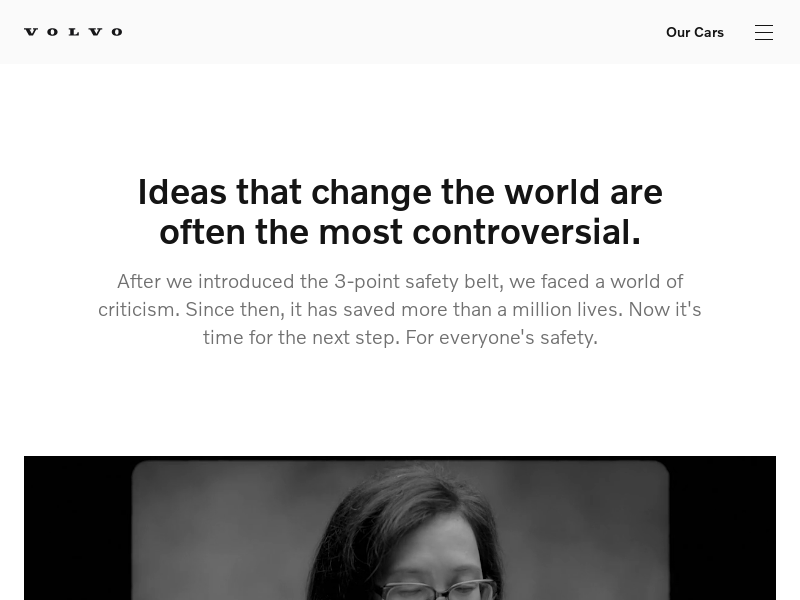 VOLVO
Our Cars
Ideas that change the world are
often the most controversial.
After we introduced the 3-point safety belt, we faced a world of
criticism. Since then, it has saved more than a million lives. Now it's
time for the next step. For everyone's safety.